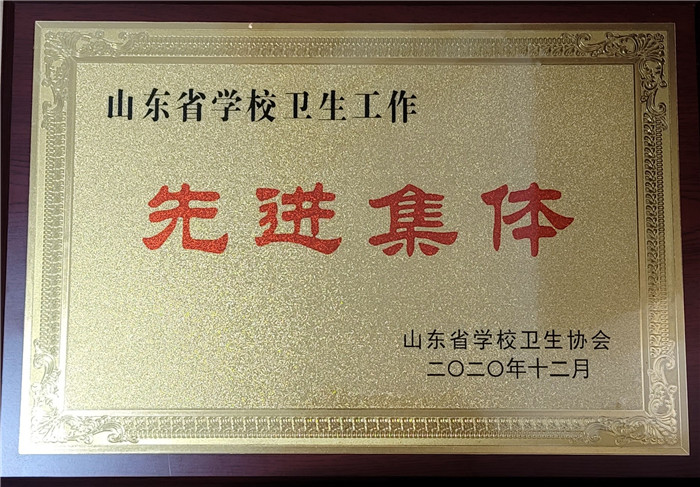 山东省学校卫生工作
先进集体
山东省学校卫生协会
二〇二〇年十二月